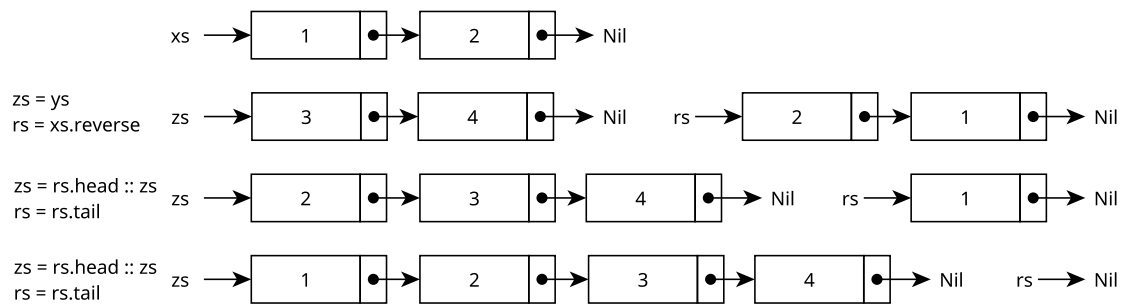 xs 1 2 Nil
zs = ys
rs = xs.reverse
zs 3 4 Nil rs 2 1 Nil
zs = rs.head :: zs
rs = rs.tail
zs 2 3 4 Nil rs 1 Nil
zs = rs.head :: zs
rs = rs.tail
zs 1 2 3 4 Nil rs Nil